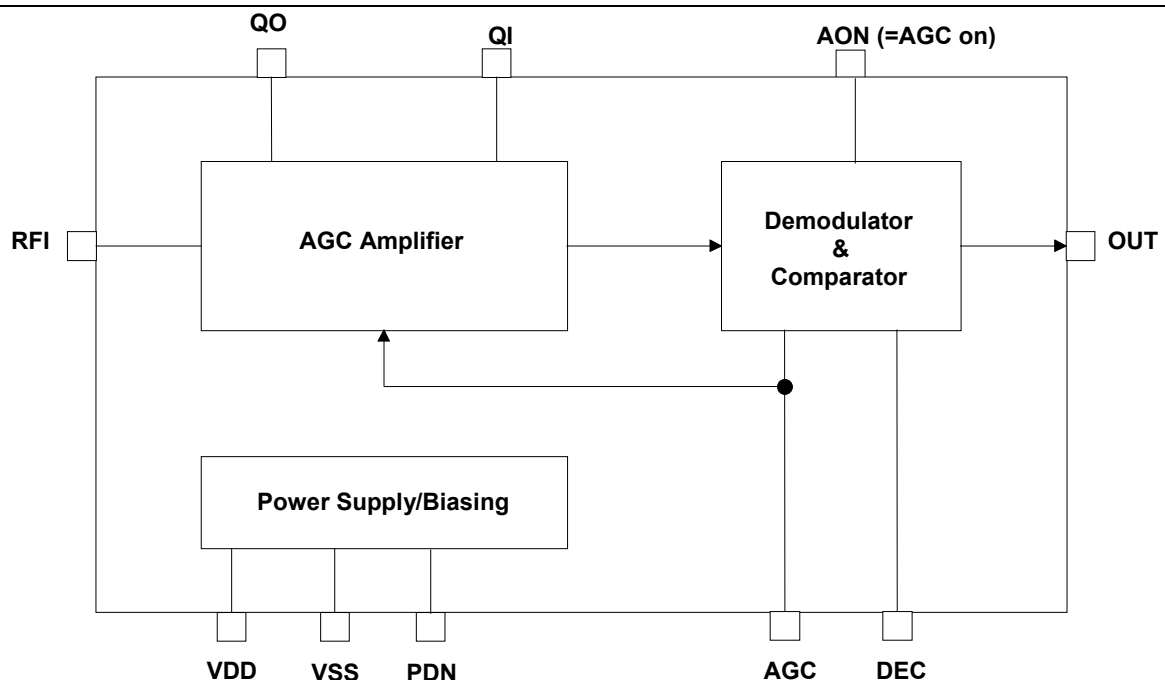 QO
QI
AON (=AGC on)
RFI
AGC Amplifier
Demodulator
&
Comparator
OUT
Power Supply/Biasing
VDD
VSS
PDN
AGC
DEC